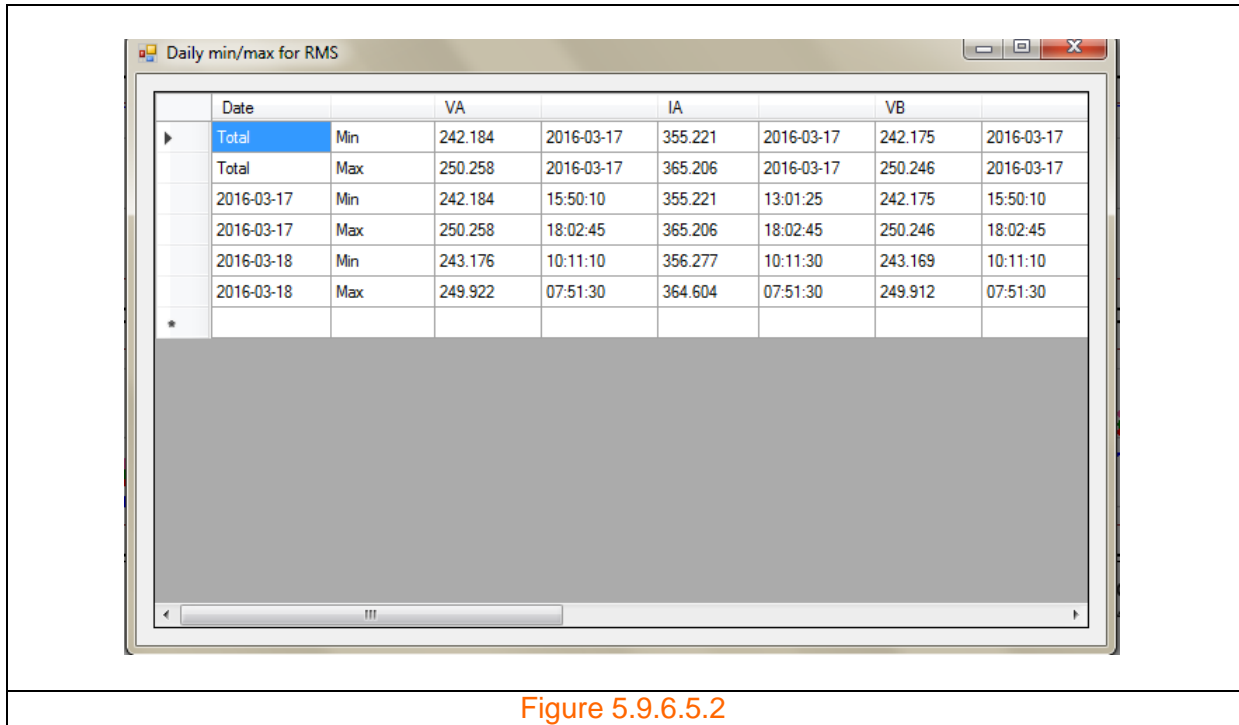 Daily min/max for RMS
Date VA IA VB
Total Min 242.184 2016-03-17 355.221 2016-03-17 242.175 2016-03-17
Total Max 250.258 2016-03-17 365.206 2016-03-17 250.246 2016-03-17
2016-03-17 Min 242.184 15:50:10 355.221 13:01:25 242.175 15:50:10
2016-03-17 Max 250.258 18:02:45 365.206 18:02:45 250.246 18:02:45
2016-03-18 Min 243.176 10:11:10 356.277 10:11:30 243.169 10:11:10
2016-03-18 Max 249.922 07:51:30 364.604 07:51:30 249.912 07:51:30
*
Figure 5.9.6.5.2